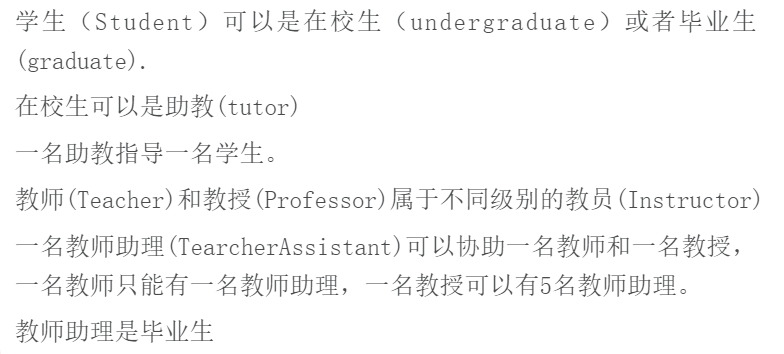 学生（Student）可以是在校生（undergraduate）或者毕业生
(graduate).
在校生可以是助教(tutor)
一名助教指导一名学生。
教师(Teacher)和教授(Professor)属于不同级别的教员(Instructor)
一名教师助理(TearcherAssistant)可以协助一名教师和一名教授，
一名教师只能有一名教师助理，一名教授可以有5名教师助理。
教师助理是毕业生